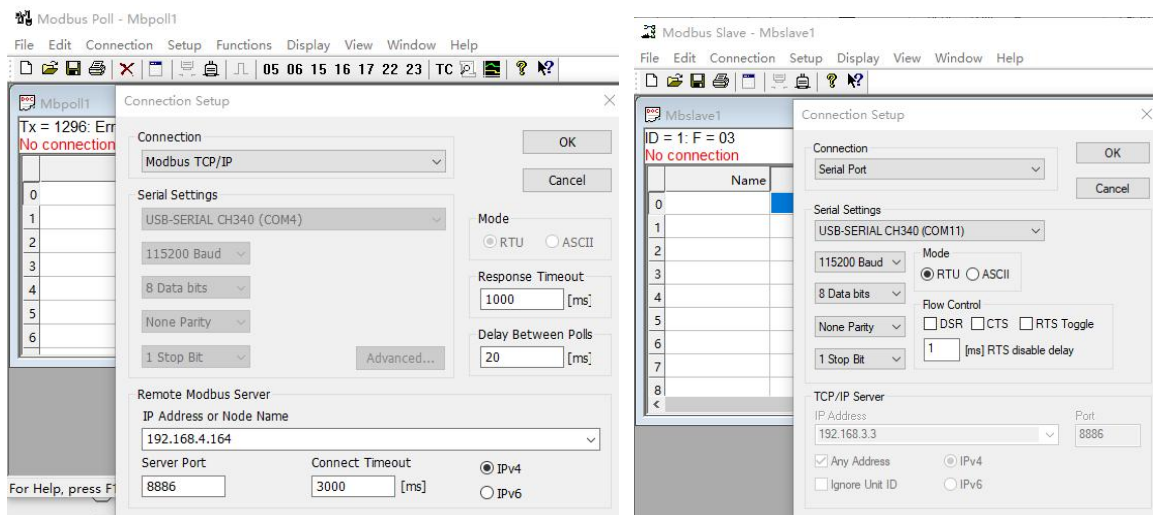 Modbus Poll - Mbpoll1
File Edit Connection Setup Functions Display View Window Help
05 06 15 16 17 22 23 TC
Mbpoll1
Tx = 1296: Err
No connection
0
1
2
3
4
5
6
For Help, press F1
Connection Setup
Connection
Modbus TCP/IP
OK
Cancel
Serial Settings
USB-SERIAL CH340 (COM4)
115200 Baud
8 Data bits
None Parity
1 Stop Bit
Advanced...
Mode
RTU ASCII
Response Timeout
1000 [ms]
Delay Between Polls
20 [ms]
Remote Modbus Server
IP Address or Node Name
192.168.4.164
Server Port Connect Timeout
8886 3000 [ms]
IPv4
IPv6
Modbus Slave - Mbslave1
File Edit Connection Setup Display View Window Help
Mbslave1
ID = 1: F = 03
No connection
Name
0
1
2
3
4
5
6
7
8
Connection Setup
Connection
Serial Port
OK
Cancel
Serial Settings
USB-SERIAL CH340 (COM11)
115200 Baud
8 Data bits
None Parity
1 Stop Bit
Mode
RTU ASCII
Flow Control
DSR CTS RTS Toggle
1 [ms] RTS disable delay
TCP/IP Server
IP Address Port
192.168.3.3 8886
Any Address IPv4
Ignore Unit ID IPv6